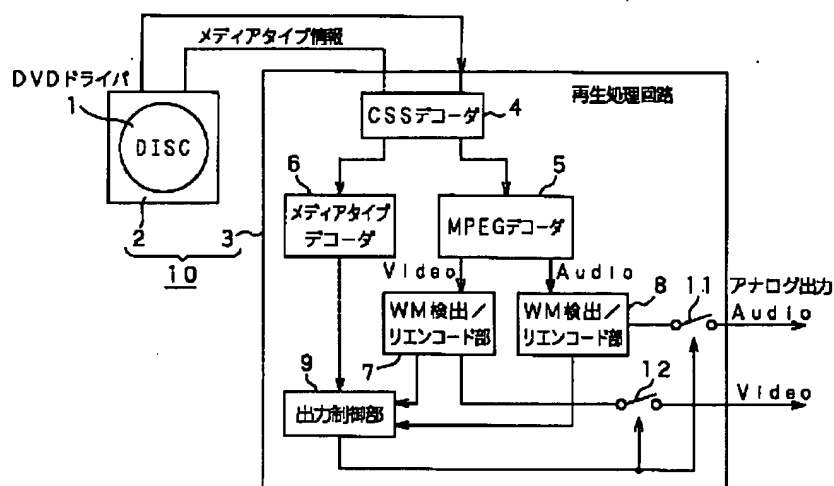 メディアタイプ情報
DVDドライバ
再生処理回路
1
DISC
CSSデコーダ
4
6
5
2
3
メディアタイプ
デコーダ
MPEGデコーダ
10
Video
Audio
8
11
アナログ出力
Audio
WM検出/
リエンコード部
WM検出/
リエンコード部
7
12
Video
9
出力制御部